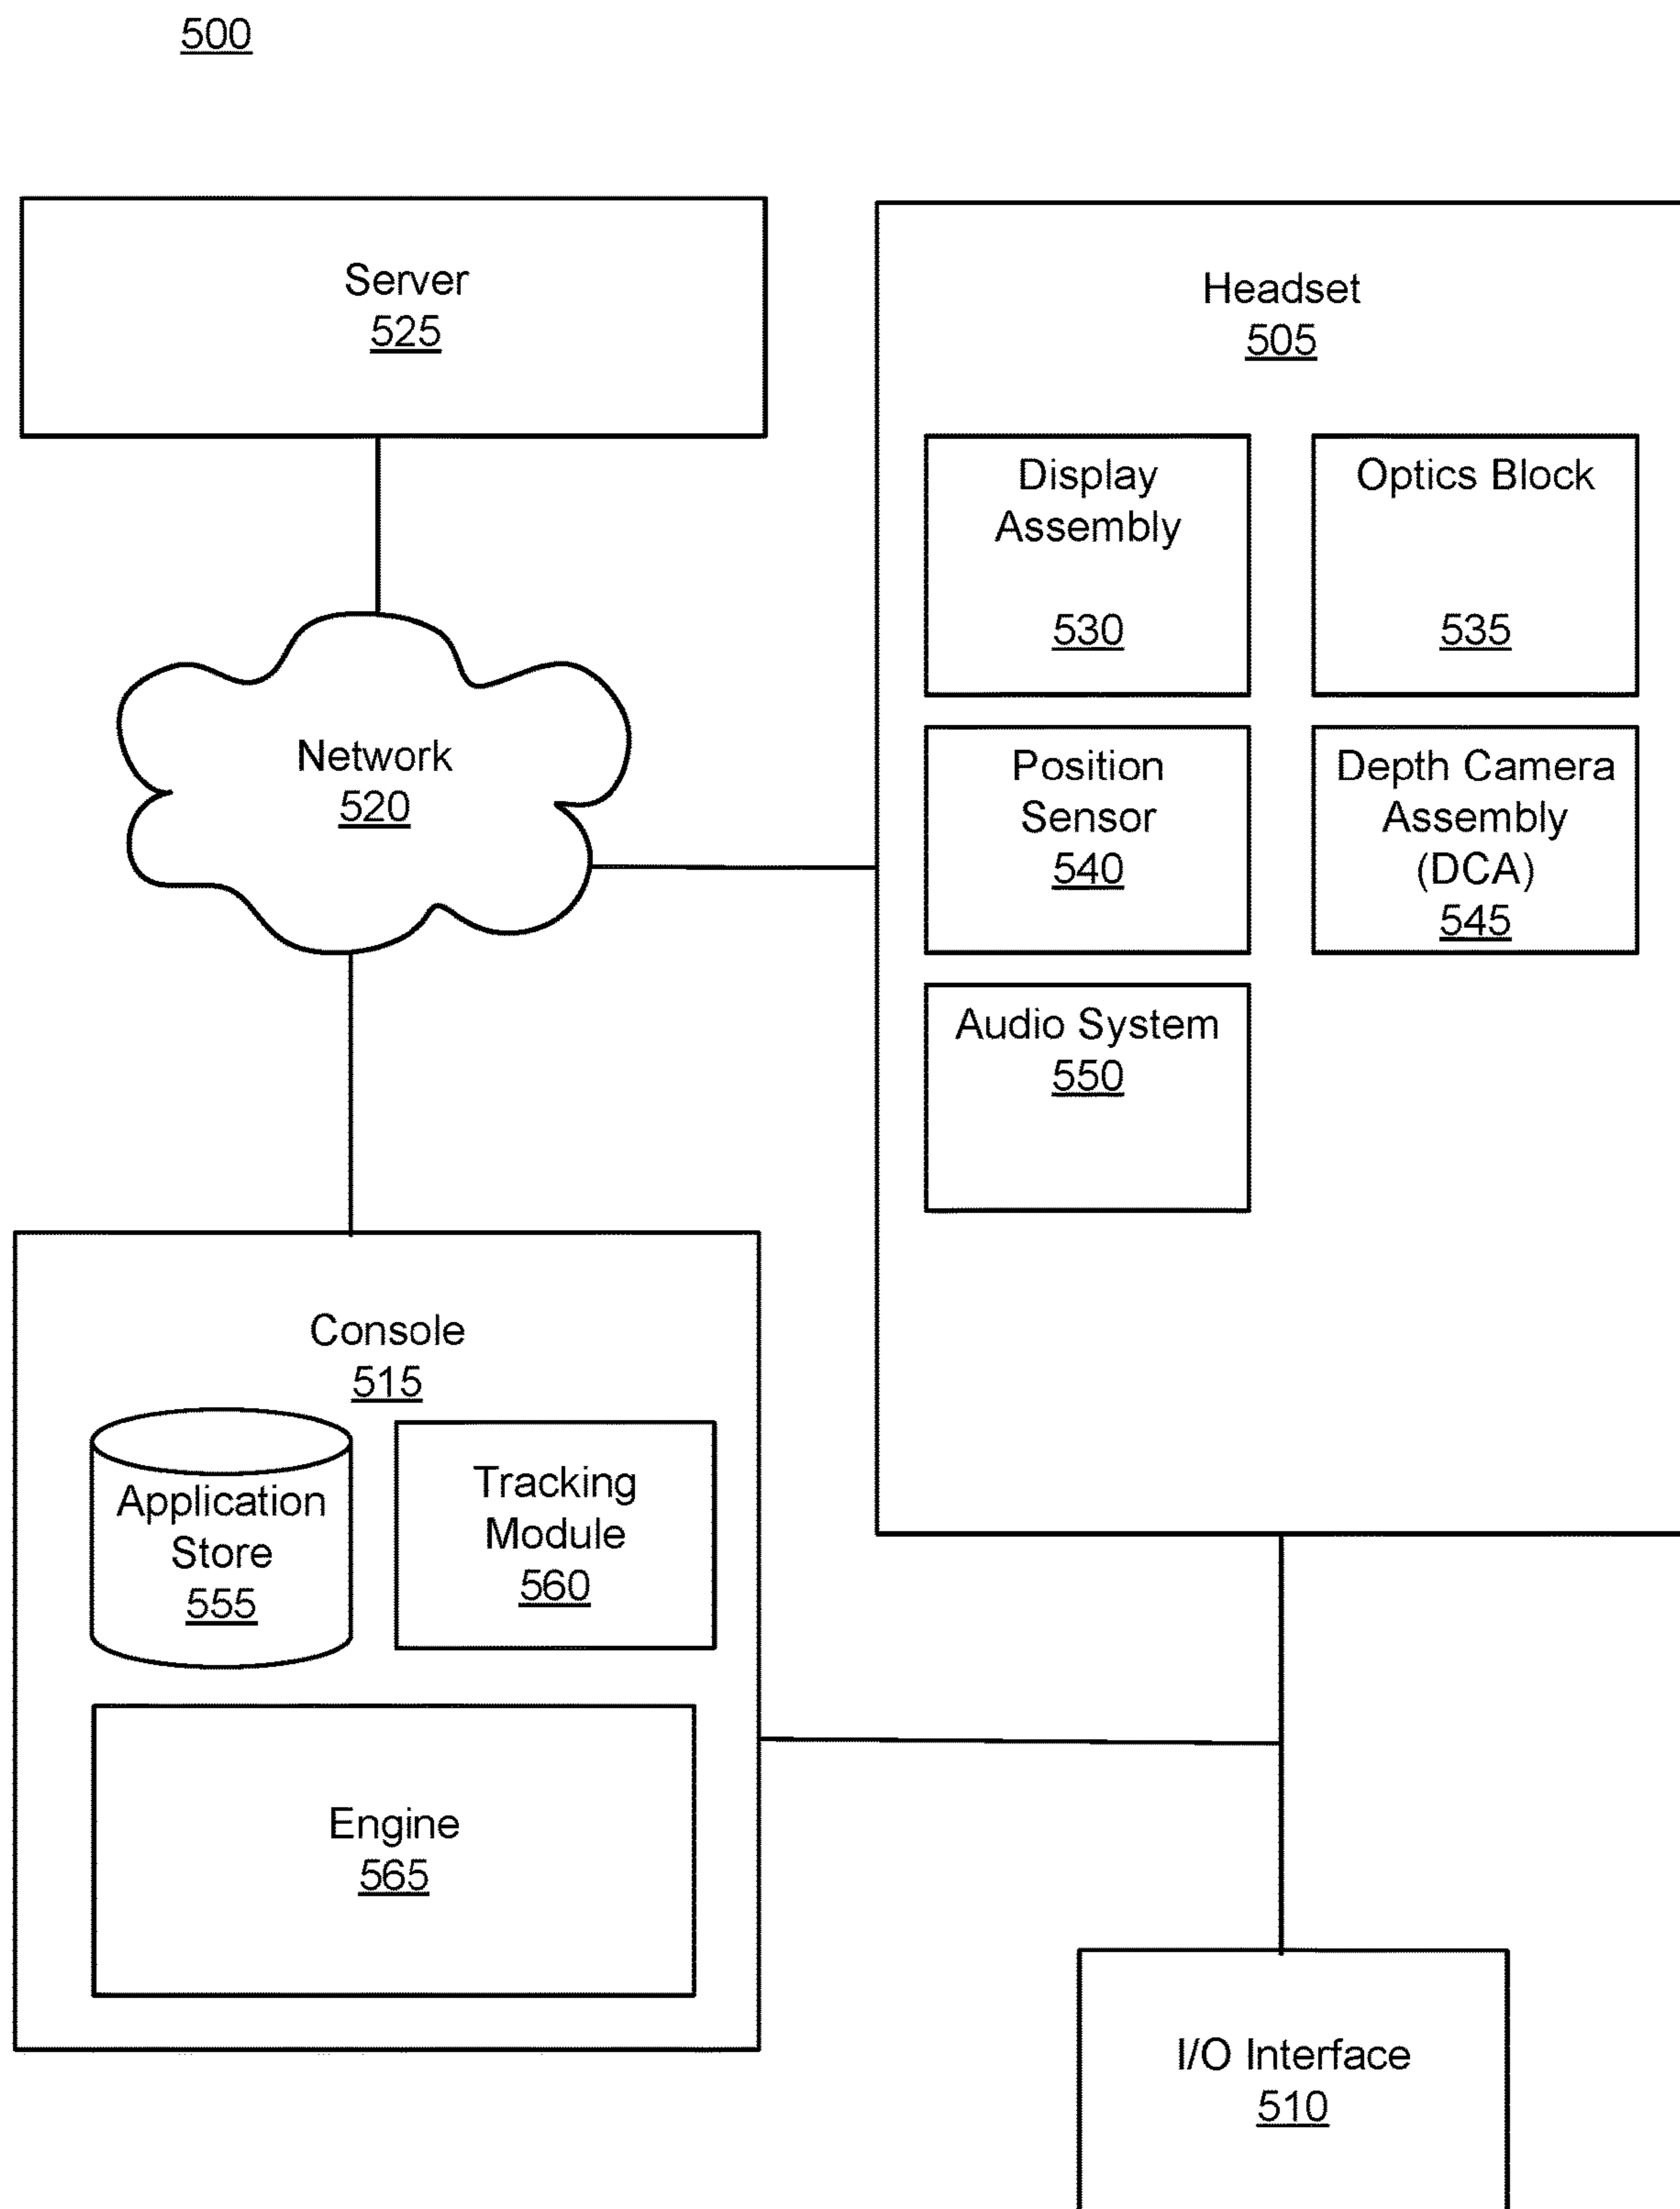 500
Server
525
Headset
505
Display
Assembly
530
Optics Block
535
Network
520
Position
Sensor
540
Depth Camera
Assembly
(DCA)
545
Audio System
550
Console
515
Application
Store
555
Tracking
Module
560
Engine
565
I/O Interface
510